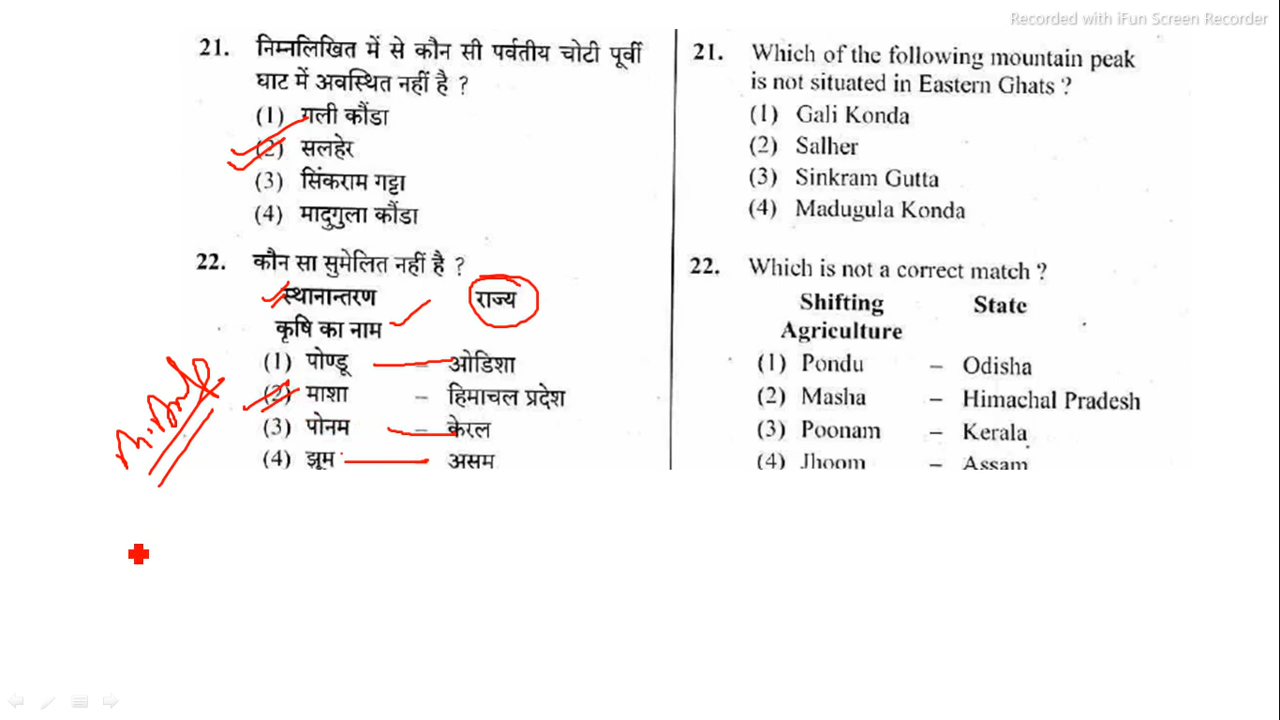 Recorded with iFun Screen Recorder
21. निम्नलिखित में से कौन सी पर्वतीय चोटी पूर्वी
घाट में अवस्थित नहीं है ?
(1) गली कौंडा
(2) सलहेर
(3) सिंकराम गट्टा
(4) मादुगुला कौंडा
22. कौन सा सुमेलित नहीं है ?
स्थानान्तरण राज्य
कृषि का नाम
(1) पोण्डू – ओडिशा
(2) माशा – हिमाचल प्रदेश
(3) पोनम – केरल
(4) झूम असम
21. Which of the following mountain peak
is not situated in Eastern Ghats ?
(1) Gali Konda
(2) Salher
(3) Sinkram Gutta
(4) Madugula Konda
22. Which is not a correct match ?
Shifting State
Agriculture
(1) Pondu – Odisha
(2) Masha – Himachal Pradesh
(3) Poonam – Kerala
(4) Jhoom – Assam